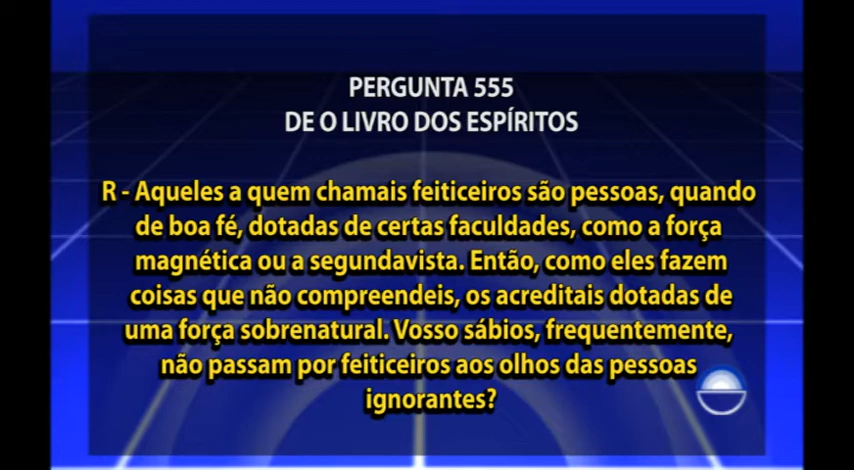 PERGUNTA 555
DE O LIVRO DOS ESPÍRITOS
R - Aqueles a quem chamais feiticeiros são pessoas, quando
de boa fé, dotadas de certas faculdades, como a força
magnética ou a segundavista. Então, como eles fazem
coisas que não compreendeis, os acreditais dotadas de
uma força sobrenatural. Vosso sábios, frequentemente,
não passam por feiticeiros aos olhos das pessoas
ignorantes?